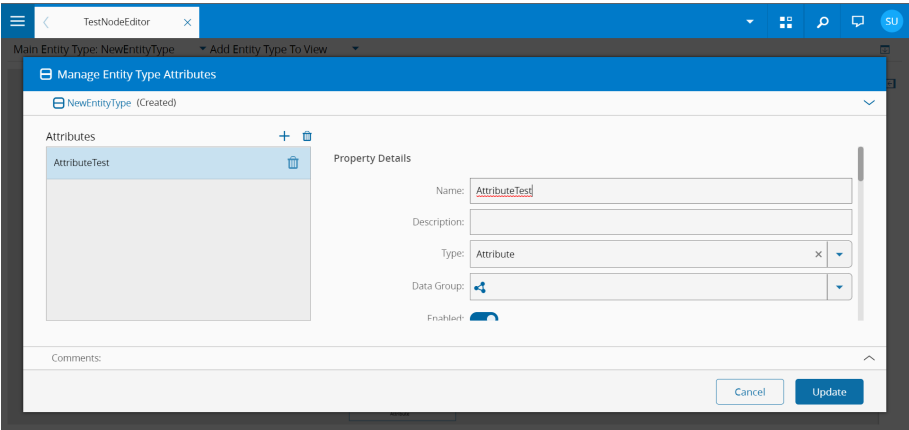 TestNodeEditor
SU
Main Entity Type: NewEntityType Add Entity Type To View
Manage Entity Type Attributes
NewEntityType (Created)
Attributes
AttributeTest
Property Details
Name: AttributeTest
Description:
Type: Attribute
Data Group:
Enabled:
Comments:
Cancel Update